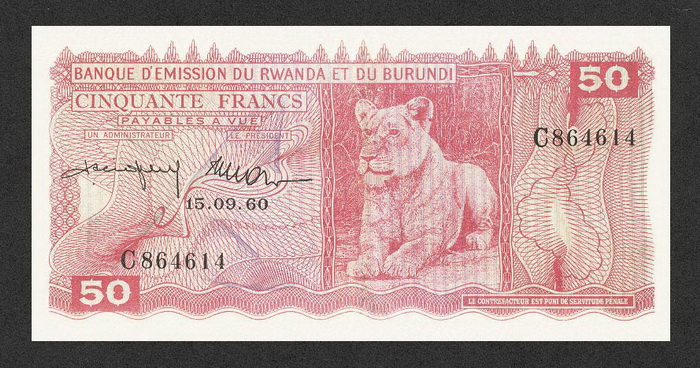 BANQUE D'EMISSION DU RWANDA ET DU BURUNDI
50
CINQUANTE FRANCS
PAYABLES A VUE
UN ADMINISTRATEUR LE PRÉSIDENT
C864614
15.09.60
C864614
50
LE CONTREFACTEUR EST PUNI DE SERVITUDE PÉNALE